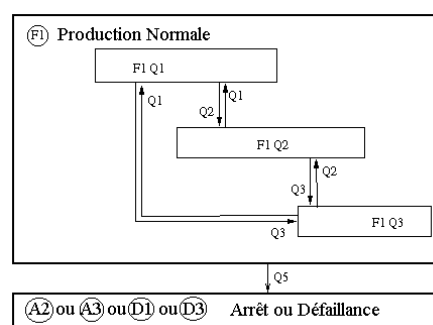 F1 Production Normale
F1 Q1
Q1
Q2
Q1
F1 Q2
Q3
Q2
F1 Q3
Q3
Q5
A2 ou A3 ou D1 ou D3 Arrêt ou Défaillance